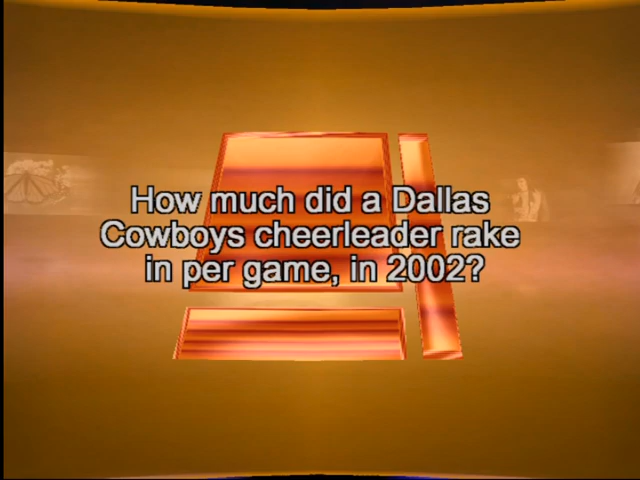 How much did a Dallas
Cowboys cheerleader rake
in per game, in 2002?